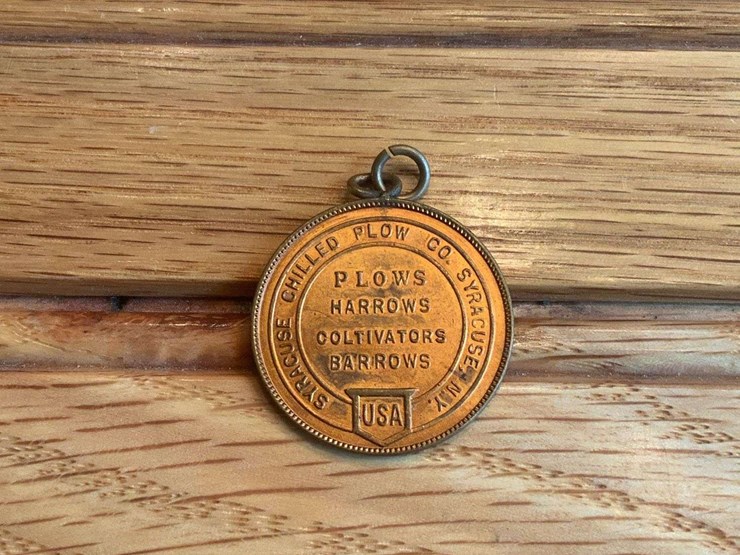 SYRACUSE CHILLED PLOW CO. SYRACUSE, N.Y.
PLOWS
HARROWS
COLTIVATORS
BARROWS
USA